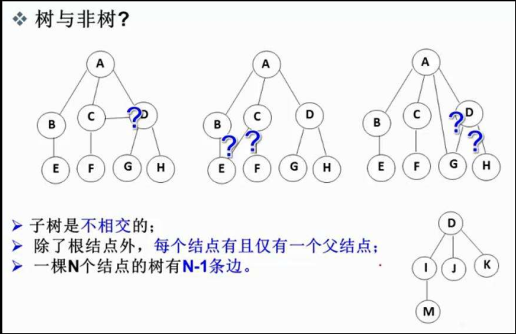 ❖ 树与非树?
A A A
B C ?D B C D B C D
? ? ? ?
E F G H E F G H E F G H
➢ 子树是不相交的;
➢ 除了根结点外，每个结点有且仅有一个父结点;
➢ 一棵N个结点的树有N-1条边。
D
I J K
M